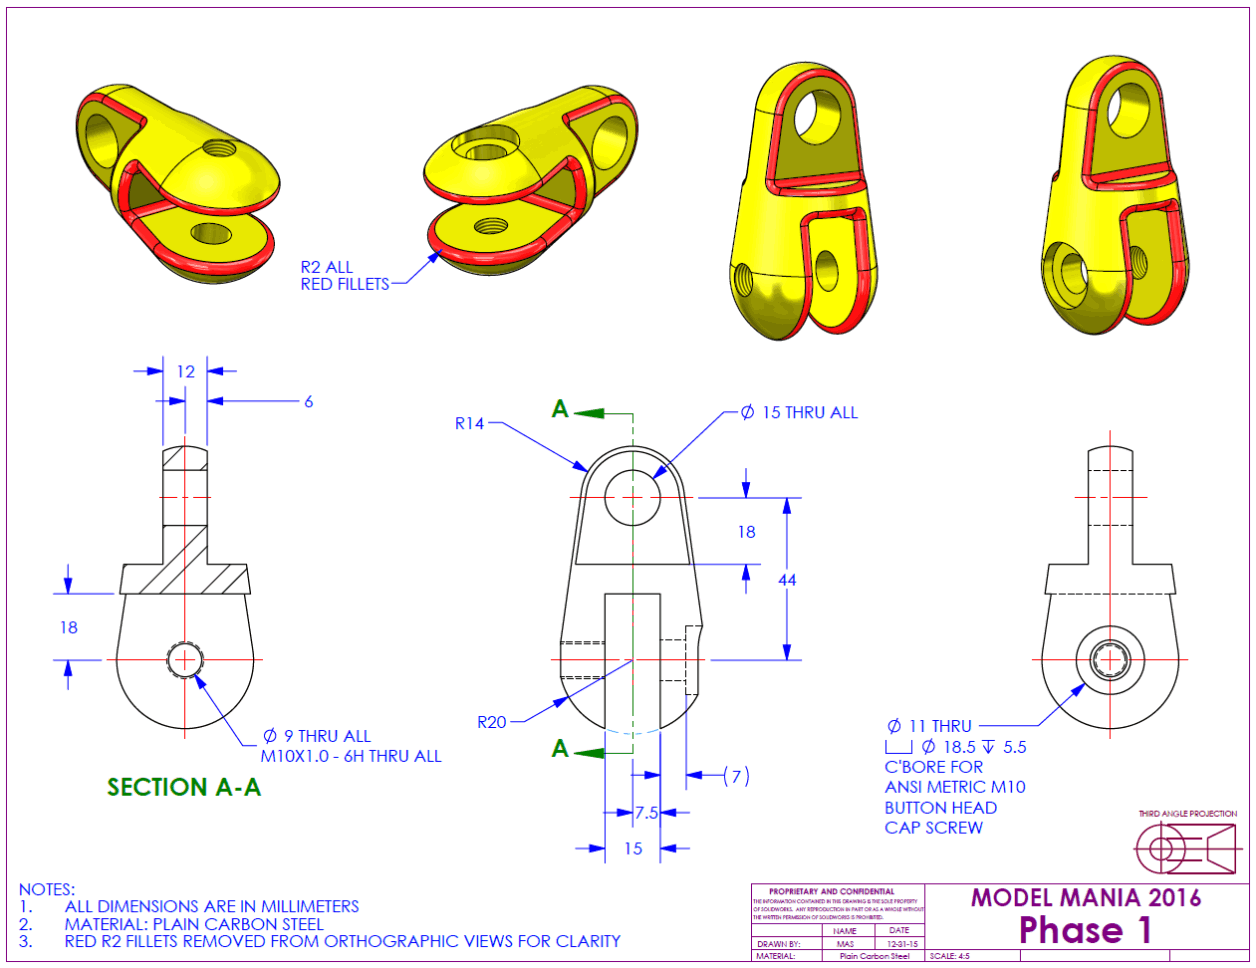 R2 ALL
RED FILLETS
12
6
18
Ø 9 THRU ALL
M10X1.0 - 6H THRU ALL
SECTION A-A
A
R14
Ø 15 THRU ALL
18
44
R20
A
(7)
7.5
15
Ø 11 THRU
⌴ Ø 18.5 ↧ 5.5
C'BORE FOR
ANSI METRIC M10
BUTTON HEAD
CAP SCREW
THIRD ANGLE PROJECTION
NOTES:
1. ALL DIMENSIONS ARE IN MILLIMETERS
2. MATERIAL: PLAIN CARBON STEEL
3. RED R2 FILLETS REMOVED FROM ORTHOGRAPHIC VIEWS FOR CLARITY
PROPRIETARY AND CONFIDENTIAL
THE INFORMATION CONTAINED IN THIS DRAWING IS THE SOLE PROPERTY
OF SOLIDWORKS. ANY REPRODUCTION IN PART OR AS A WHOLE WITHOUT
THE WRITTEN PERMISSION OF SOLIDWORKS IS PROHIBITED.
NAME DATE
DRAWN BY: MAS 12-31-15
MATERIAL: Plain Carbon Steel
MODEL MANIA 2016
Phase 1
SCALE: 4:5